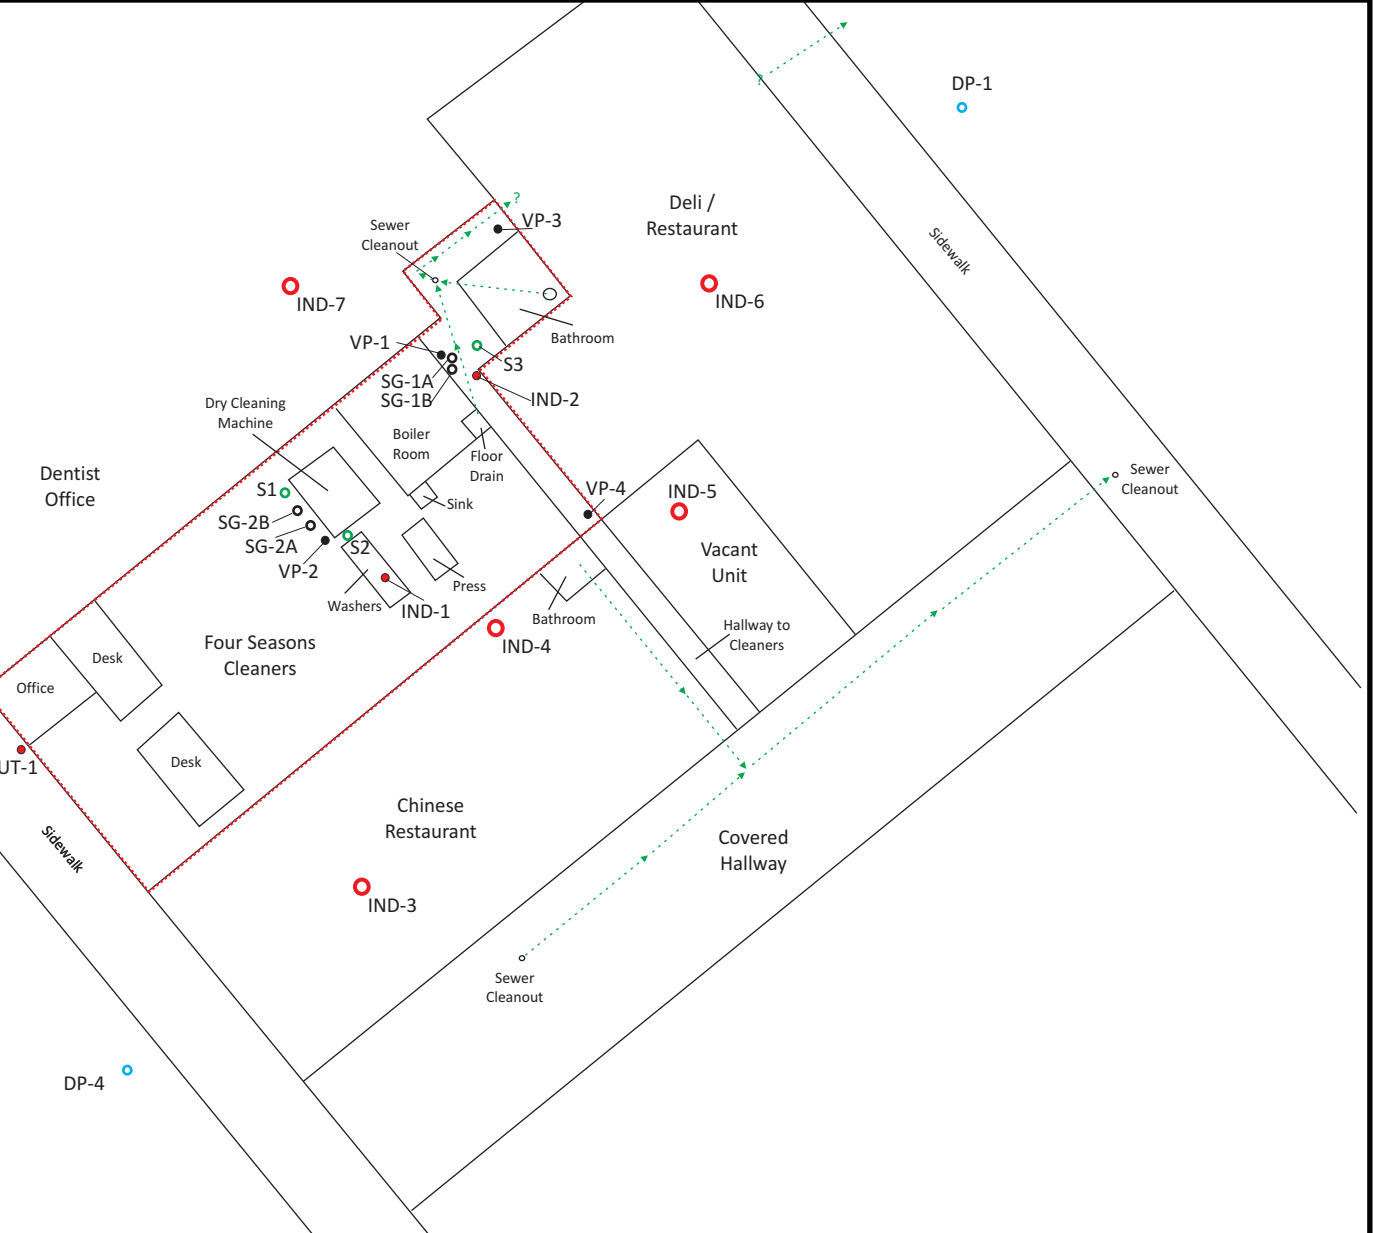 DP-1
?
?
Deli /
Restaurant
VP-3
Sewer
Cleanout
Sidewalk
IND-7
IND-6
Bathroom
VP-1
S3
SG-1A
SG-1B
IND-2
Dry Cleaning
Machine
Boiler
Room
Floor
Drain
Dentist
Office
S1
Sink
VP-4
IND-5
Sewer
Cleanout
SG-2B
SG-2A
S2
VP-2
Vacant
Unit
Press
Washers
IND-1
Bathroom
Hallway to
Cleaners
Four Seasons
Cleaners
IND-4
Desk
Office
Desk
UT-1
Sidewalk
Chinese
Restaurant
Covered
Hallway
IND-3
Sewer
Cleanout
DP-4